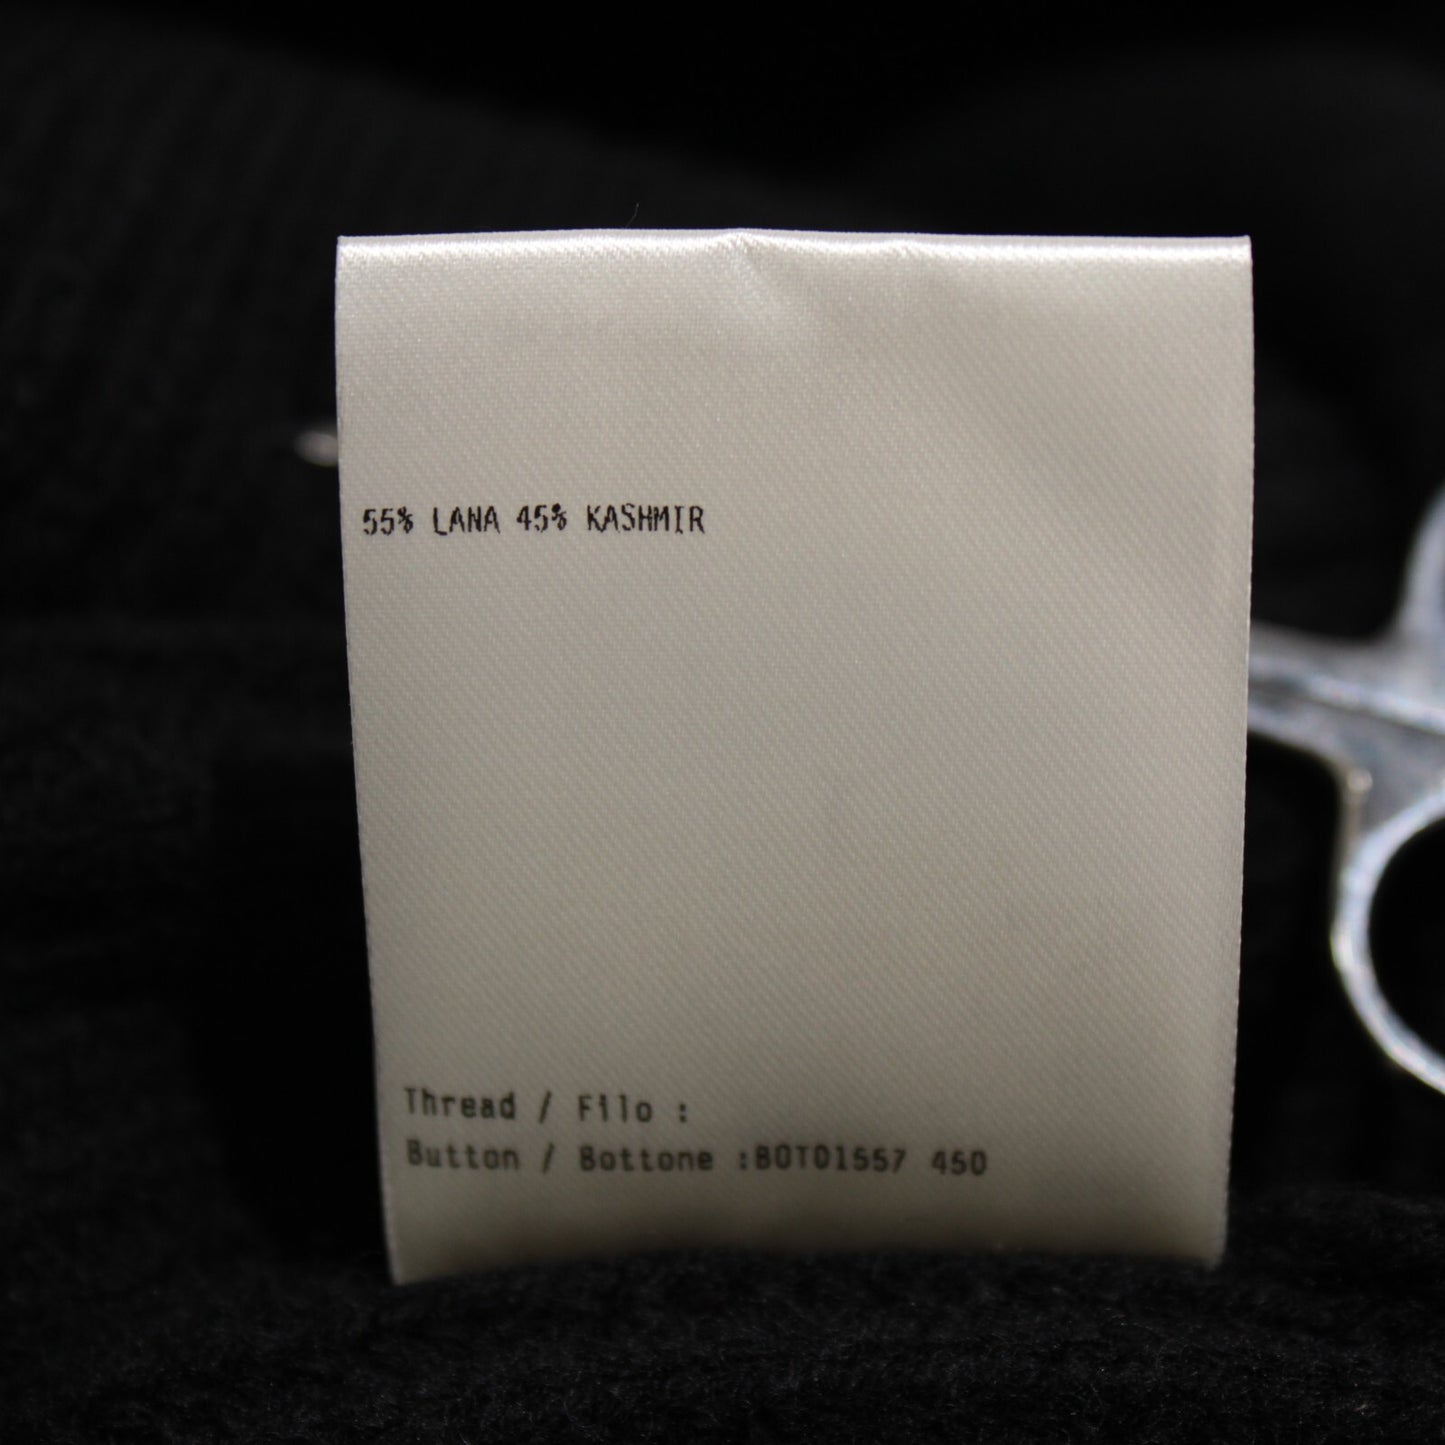 55% LANA 45% KASHMIR
Thread / Filo :
Button / Bottone :BOT01557 450